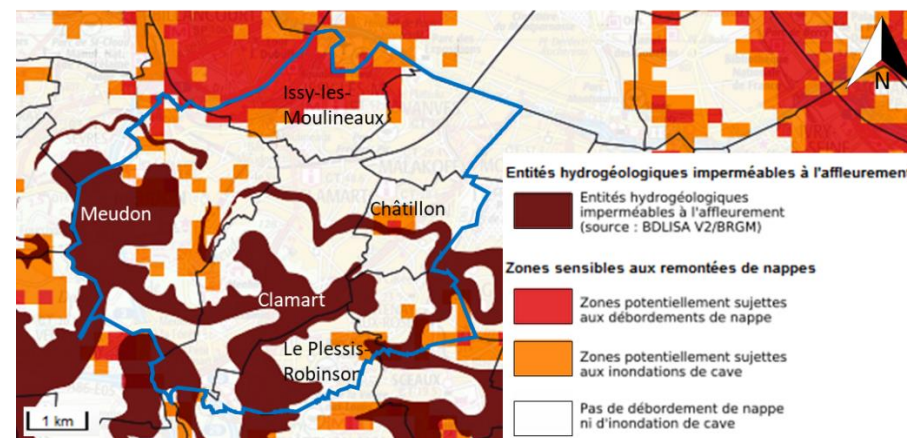 Issy-les-
Moulineaux
Meudon
Châtillon
Clamart
Le Plessis-
Robinson
1 km
N
Entités hydrogéologiques imperméables à l'affleurement
Entités hydrogéologiques
imperméables à l'affleurement
(source : BDLISA V2/BRGM)
Zones sensibles aux remontées de nappes
Zones potentiellement sujettes
aux débordements de nappe
Zones potentiellement sujettes
aux inondations de cave
Pas de débordement de nappe
ni d'inondation de cave